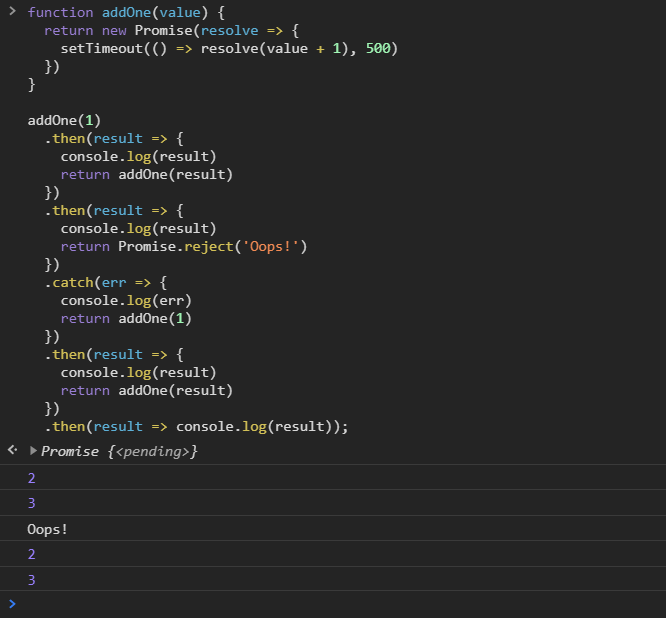 > function addOne(value) {
  return new Promise(resolve => {
    setTimeout(() => resolve(value + 1), 500)
  })
}

addOne(1)
  .then(result => {
    console.log(result)
    return addOne(result)
  })
  .then(result => {
    console.log(result)
    return Promise.reject('Oops!')
  })
  .catch(err => {
    console.log(err)
    return addOne(1)
  })
  .then(result => {
    console.log(result)
    return addOne(result)
  })
  .then(result => console.log(result));
Promise {<pending>}
2
3
Oops!
2
3
>